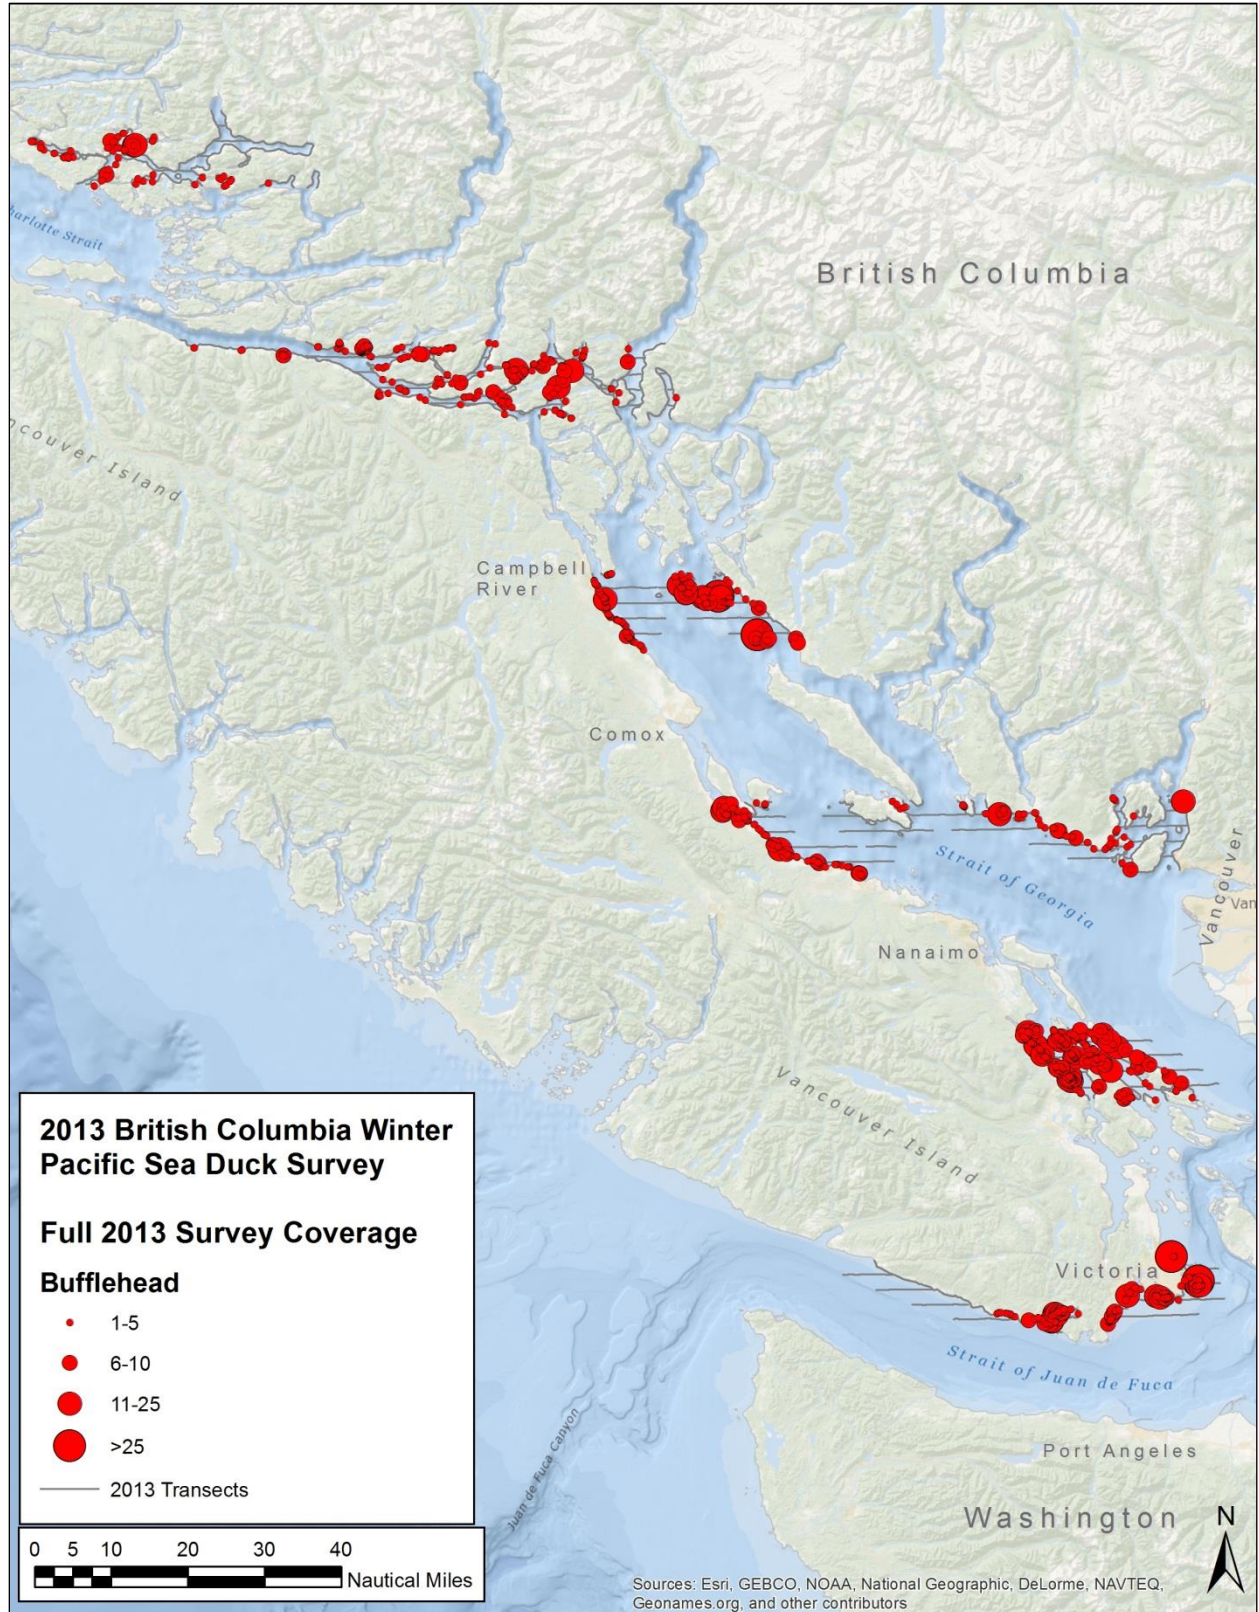 harlotte Strait
British Columbia
ncouver Island
Campbell
River
Comox
Strait of Georgia
Vancouver
Van
Nanaimo
Vancouver Island
2013 British Columbia Winter
Pacific Sea Duck Survey
Full 2013 Survey Coverage
Bufflehead
1-5
6-10
11-25
>25
2013 Transects
0 5 10 20 30 40
Nautical Miles
Victoria
Strait of Juan de Fuca
Juan de Fuca Canyon
Port Angeles
Washington
N
Sources: Esri, GEBCO, NOAA, National Geographic, DeLorme, NAVTEQ,
Geonames.org, and other contributors